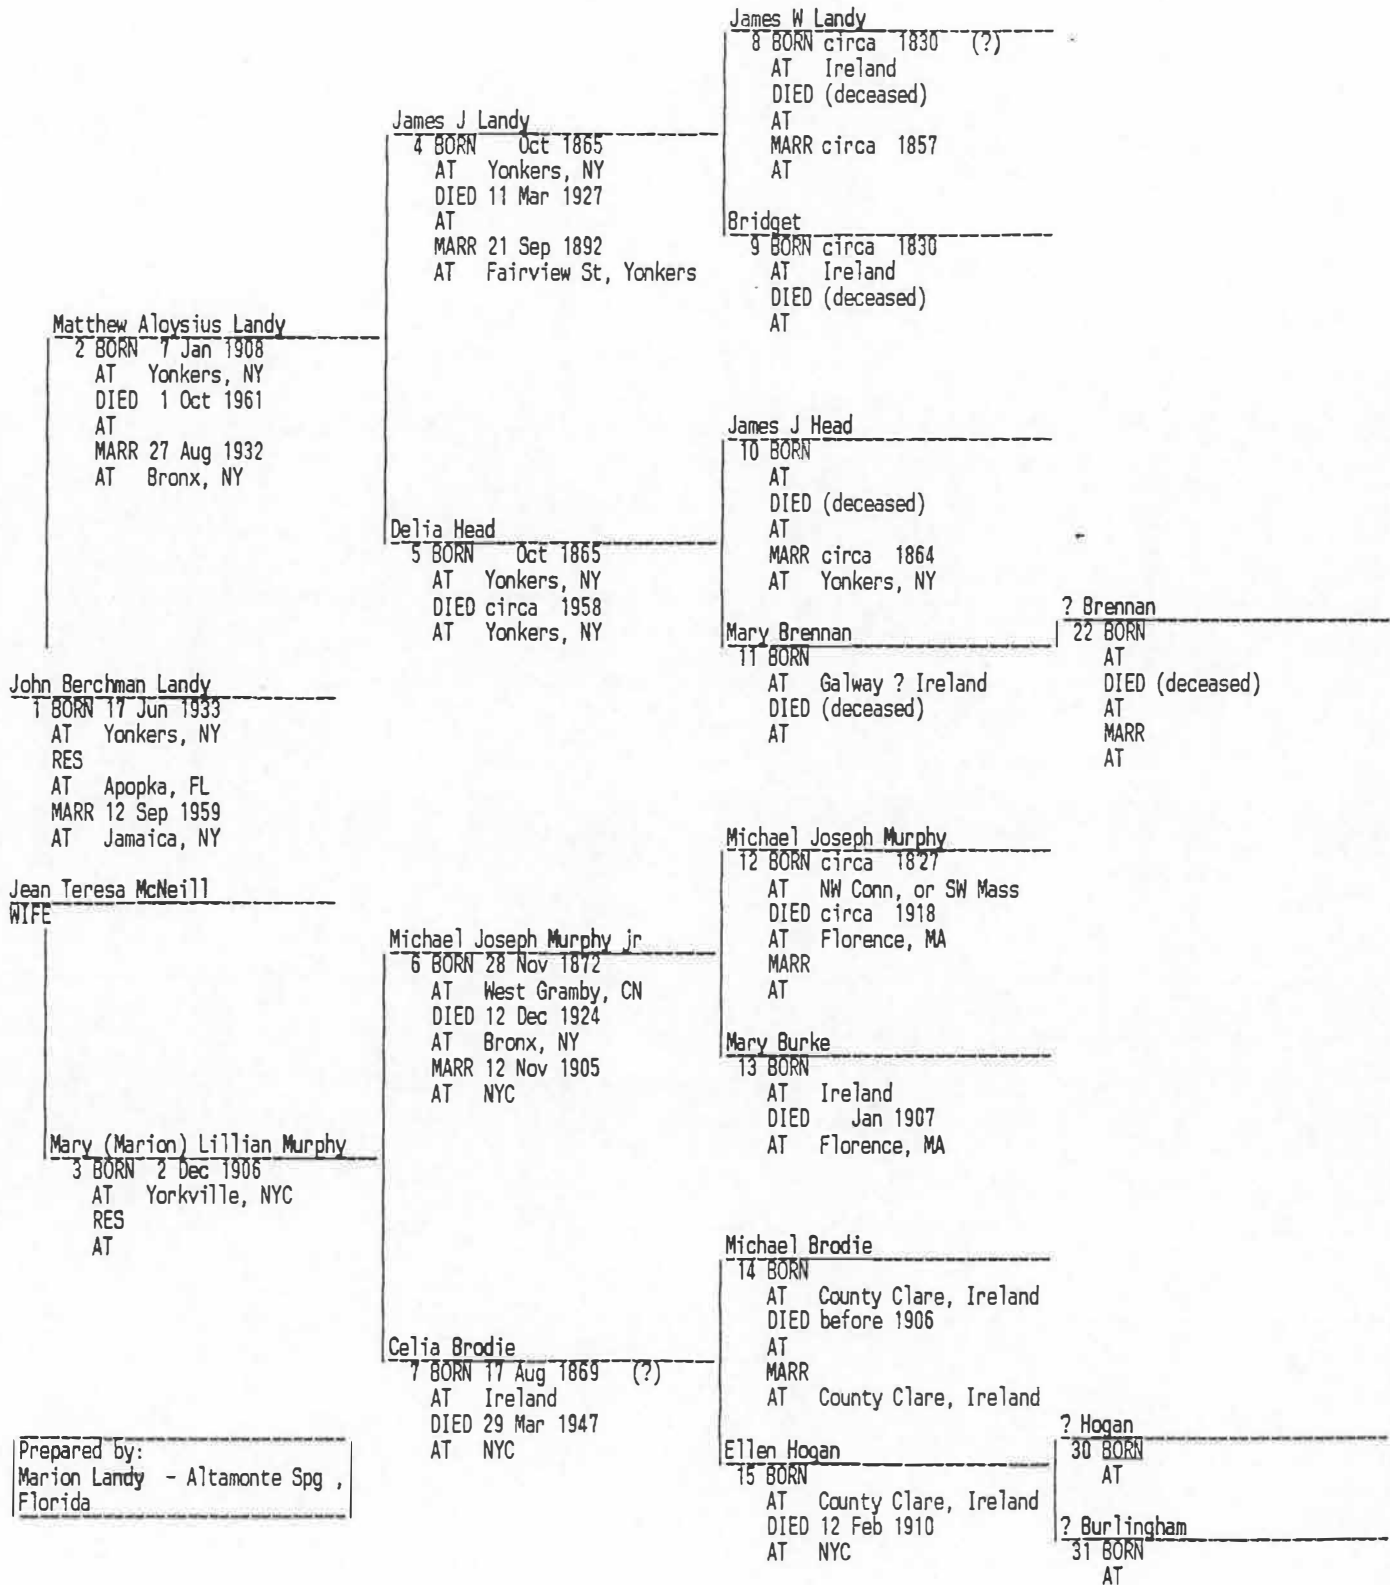 James W Landy
8 BORN circa 1830 (?)
AT Ireland
DIED (deceased)
AT
MARR circa 1857
AT
James J Landy
4 BORN Oct 1865
AT Yonkers, NY
DIED 11 Mar 1927
AT
MARR 21 Sep 1892
AT Fairview St, Yonkers
Bridget
9 BORN circa 1830
AT Ireland
DIED (deceased)
AT
Matthew Aloysius Landy
2 BORN 7 Jan 1908
AT Yonkers, NY
DIED 1 Oct 1961
AT
MARR 27 Aug 1932
AT Bronx, NY
James J Head
10 BORN
AT
DIED (deceased)
AT
MARR circa 1864
AT Yonkers, NY
Delia Head
5 BORN Oct 1865
AT Yonkers, NY
DIED circa 1958
AT Yonkers, NY
Mary Brennan
11 BORN
AT Galway ? Ireland
DIED (deceased)
AT
? Brennan
22 BORN
AT
DIED (deceased)
AT
MARR
AT
John Berchman Landy
1 BORN 17 Jun 1933
AT Yonkers, NY
RES
AT Apopka, FL
MARR 12 Sep 1959
AT Jamaica, NY
Jean Teresa McNeill
WIFE
Michael Joseph Murphy
12 BORN circa 1827
AT NW Conn, or SW Mass
DIED circa 1918
AT Florence, MA
MARR
AT
Michael Joseph Murphy jr
6 BORN 28 Nov 1872
AT West Gramby, CN
DIED 12 Dec 1924
AT Bronx, NY
MARR 12 Nov 1905
AT NYC
Mary Burke
13 BORN
AT Ireland
DIED Jan 1907
AT Florence, MA
Mary (Marion) Lillian Murphy
3 BORN 2 Dec 1906
AT Yorkville, NYC
RES
AT
Michael Brodie
14 BORN
AT County Clare, Ireland
DIED before 1906
AT
MARR
AT County Clare, Ireland
Celia Brodie
7 BORN 17 Aug 1869 (?)
AT Ireland
DIED 29 Mar 1947
AT NYC
Ellen Hogan
15 BORN
AT County Clare, Ireland
DIED 12 Feb 1910
AT NYC
? Hogan
30 BORN
AT
? Burlingham
31 BORN
AT
Prepared by:
Marion Landy - Altamonte Spg ,
Florida